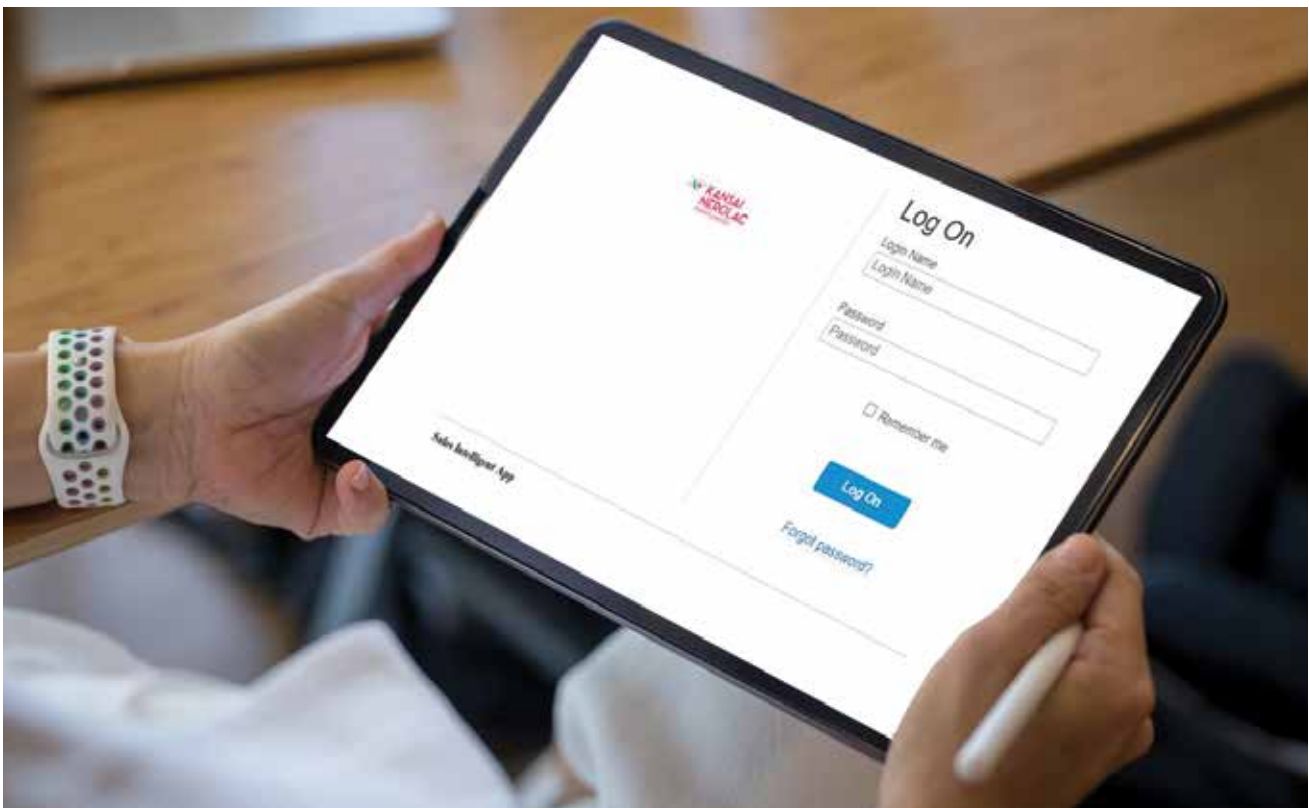 KANSAI
NEROLAC
Log On
Login Name
Login Name
Password
Password
Remember me
Log On
Forgot password?
Sales Intelligent App